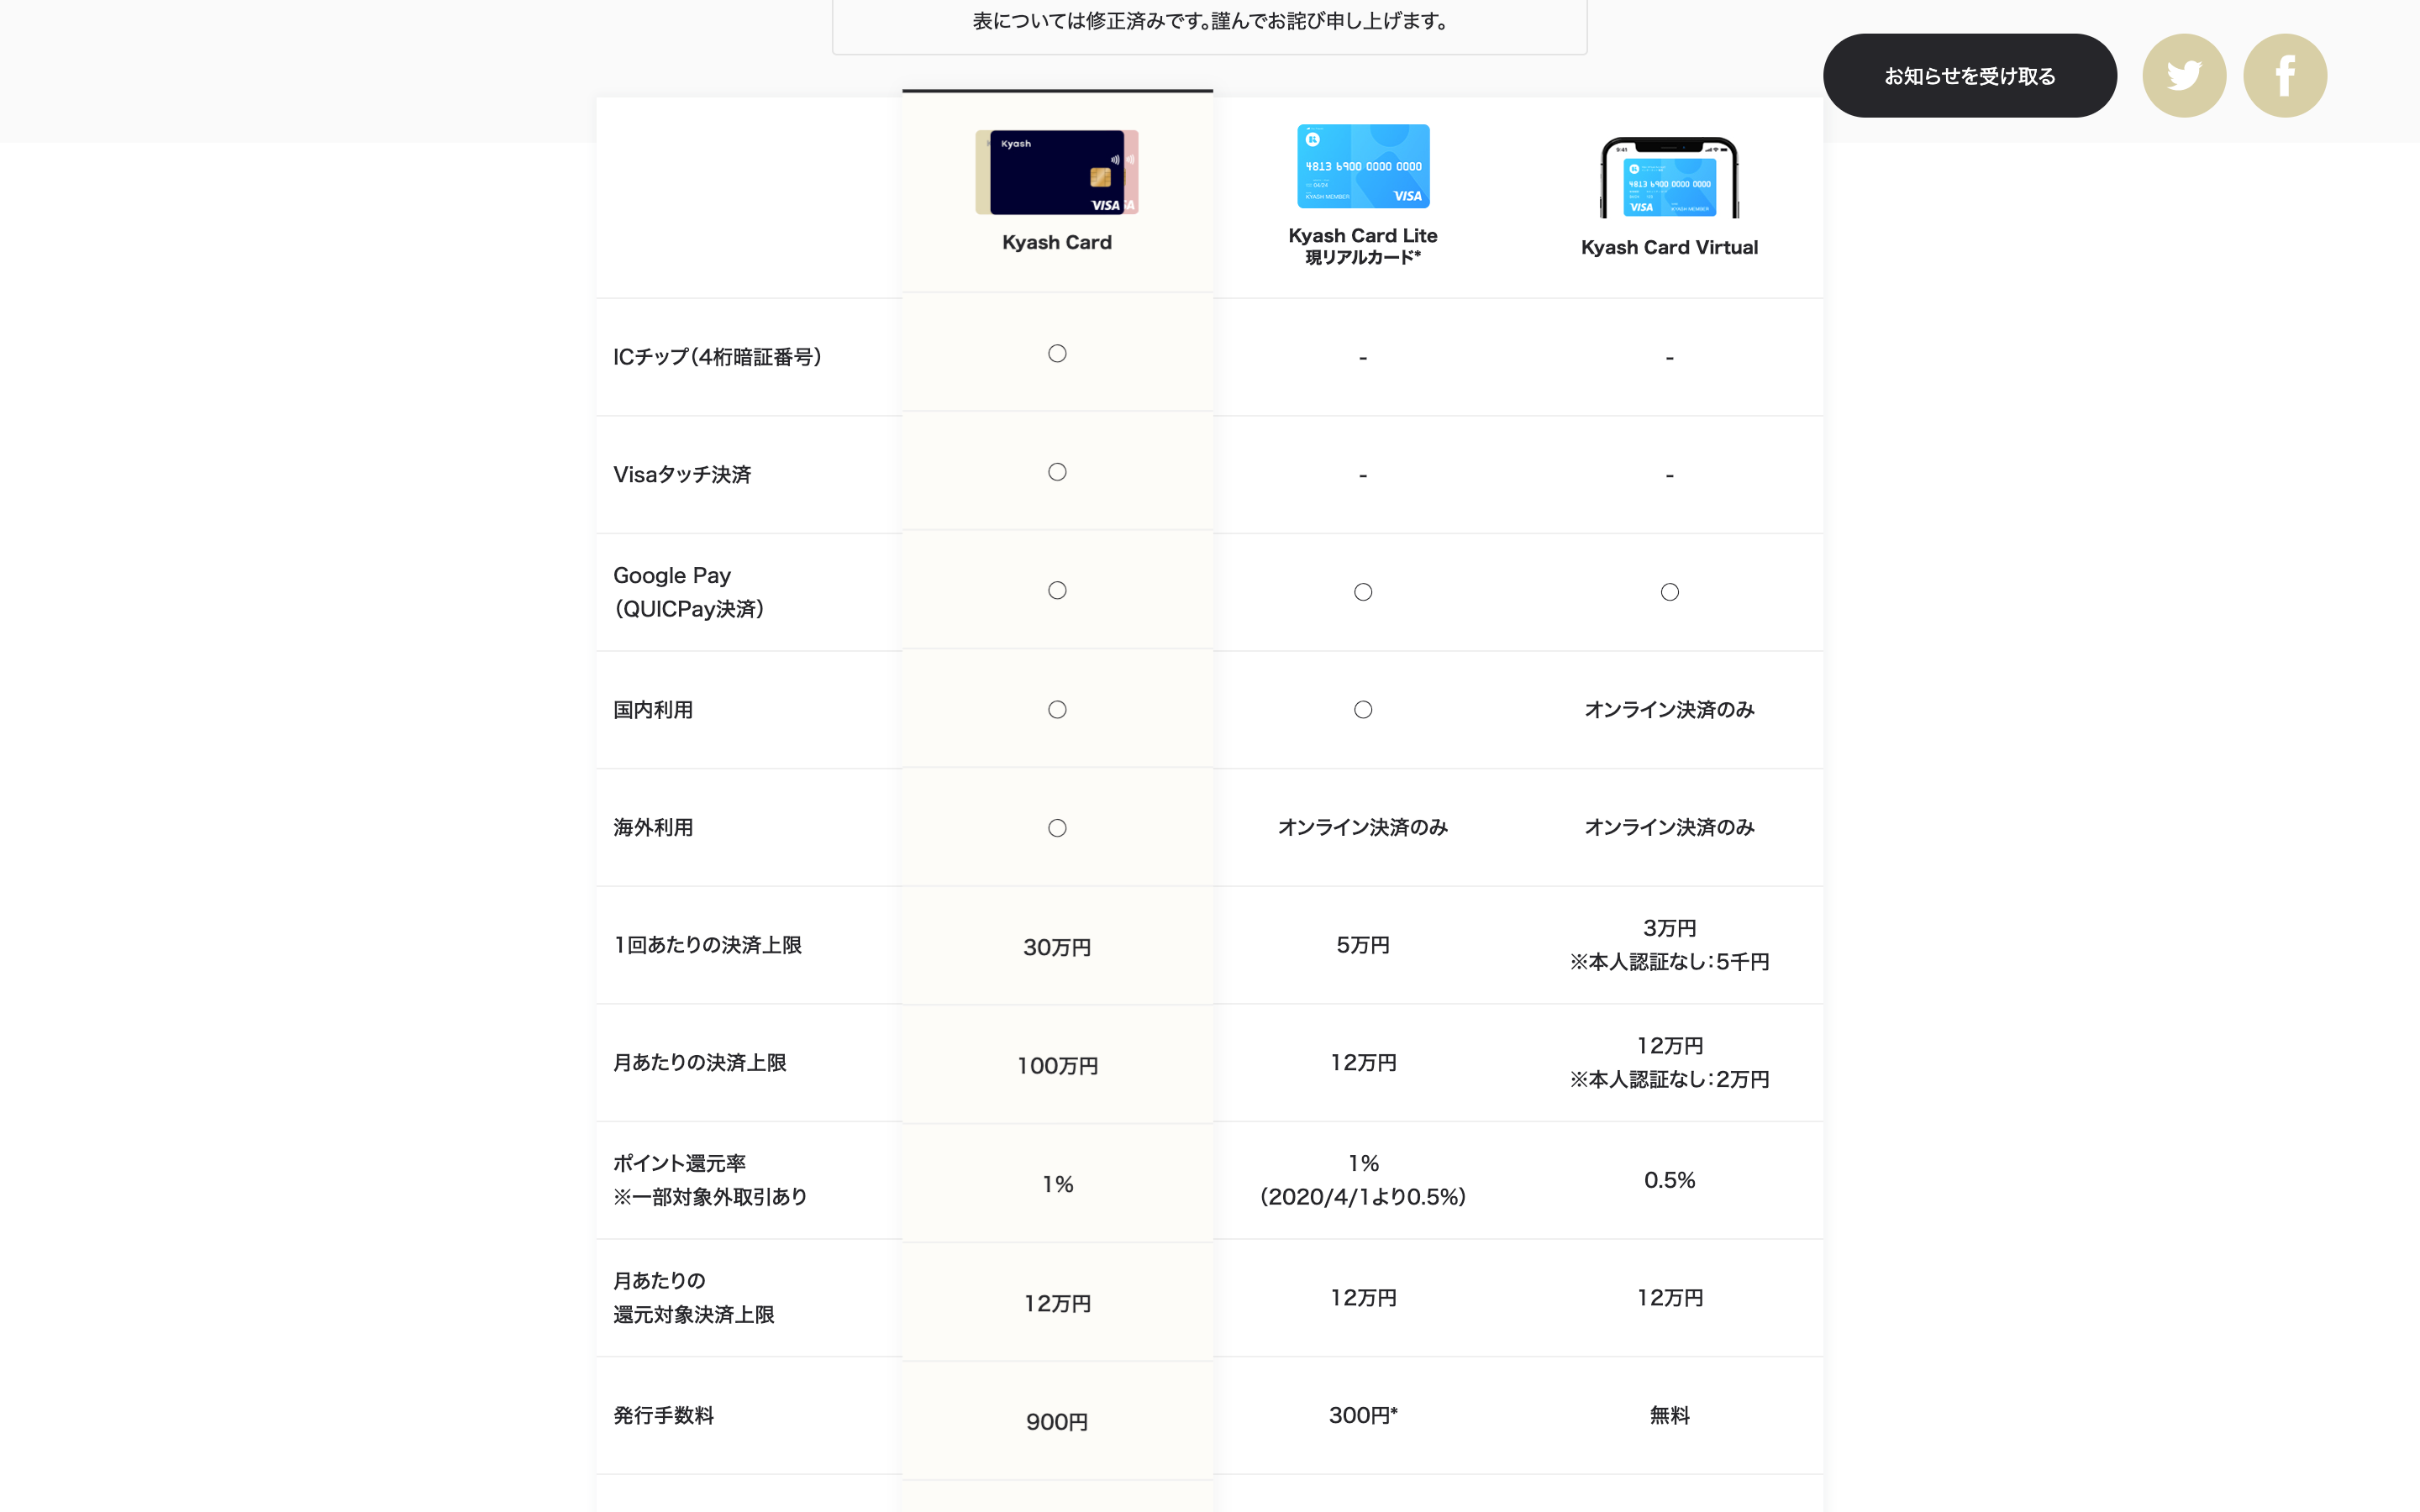 表については修正済みです。謹んでお詫び申し上げます。
お知らせを受け取る
Kyash
VISA
Kyash Card
4813 6900 0000 0000
04/24
KYASH MEMBER
VISA
Kyash Card Lite
現リアルカード*
9:41
4813 6900 0000 0000
VISA
KYASH MEMBER
Kyash Card Virtual
ICチップ（4桁暗証番号）
○
-
-
Visaタッチ決済
○
-
-
Google Pay
（QUICPay決済）
○
○
○
国内利用
○
○
オンライン決済のみ
海外利用
○
オンライン決済のみ
オンライン決済のみ
1回あたりの決済上限
30万円
5万円
3万円
※本人認証なし：5千円
月あたりの決済上限
100万円
12万円
12万円
※本人認証なし：2万円
ポイント還元率
※一部対象外取引あり
1%
1%
（2020/4/1より0.5%）
0.5%
月あたりの
還元対象決済上限
12万円
12万円
12万円
発行手数料
900円
300円*
無料